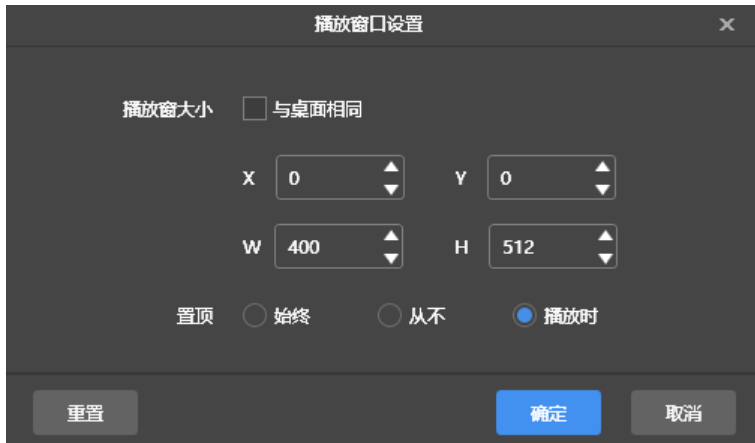 播放窗口设置
播放窗大小 与桌面相同
X 0 Y 0
W 400 H 512
置顶 始终 从不 播放时
重置 确定 取消